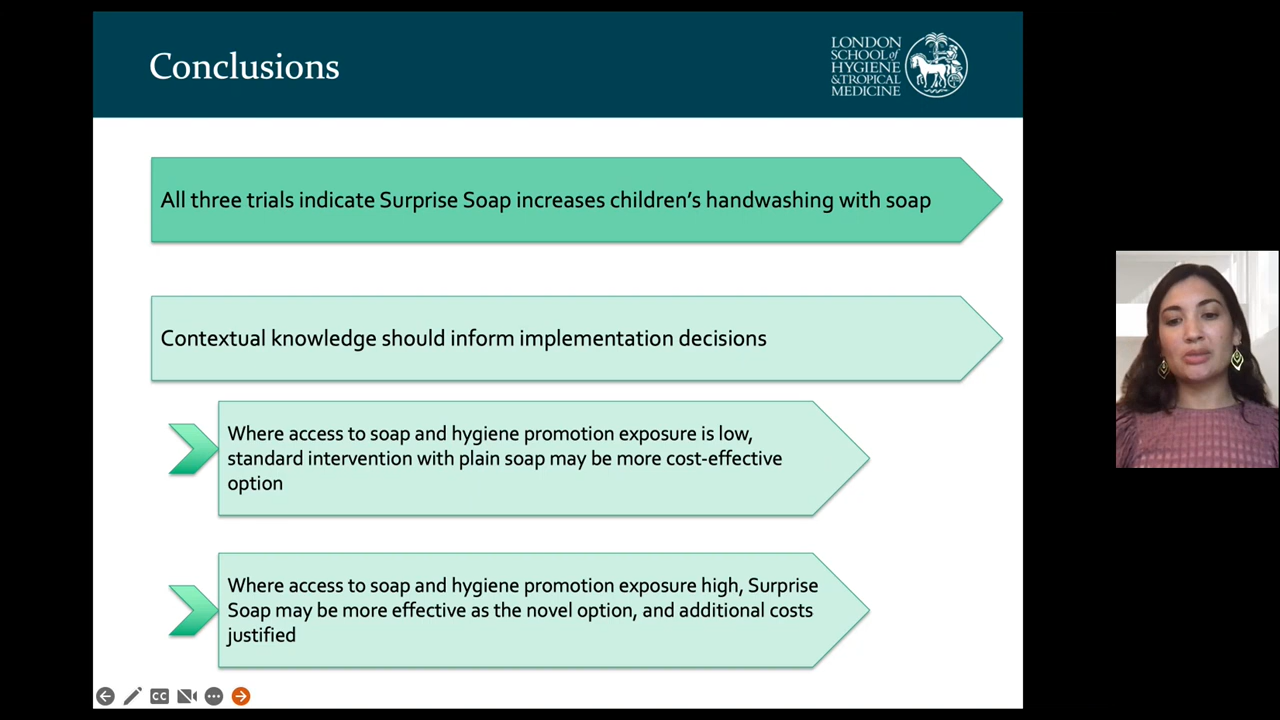 Conclusions
LONDON
SCHOOL of
HYGIENE
& TROPICAL
MEDICINE
All three trials indicate Surprise Soap increases children’s handwashing with soap
Contextual knowledge should inform implementation decisions
Where access to soap and hygiene promotion exposure is low,
standard intervention with plain soap may be more cost-effective
option
Where access to soap and hygiene promotion exposure high, Surprise
Soap may be more effective as the novel option, and additional costs
justified
CC